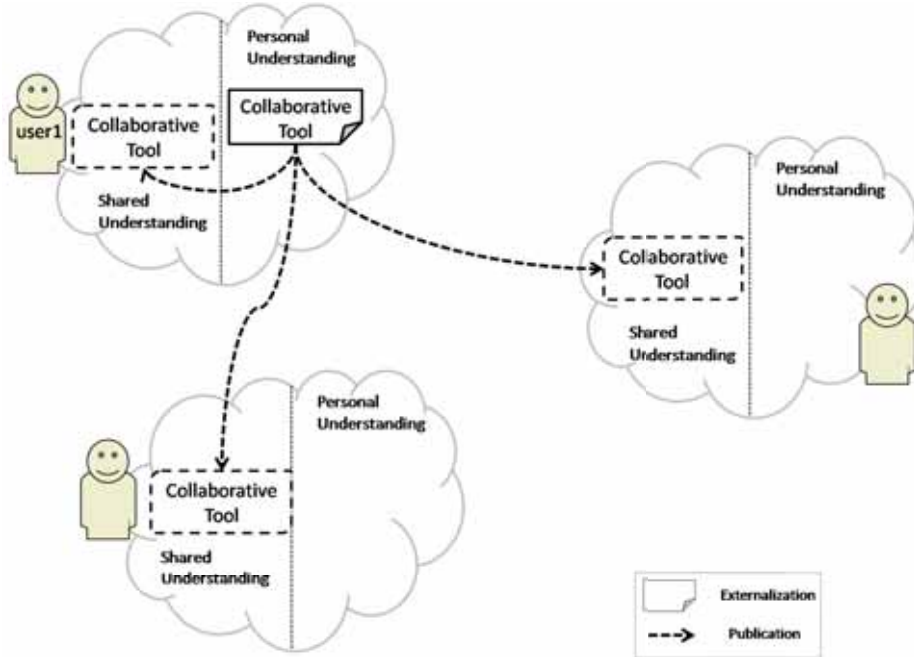 Personal
Understanding
user1
Collaborative
Tool
Collaborative
Tool
Shared
Understanding
Personal
Understanding
Collaborative
Tool
Shared
Understanding
Personal
Understanding
Collaborative
Tool
Shared
Understanding
Externalization
Publication